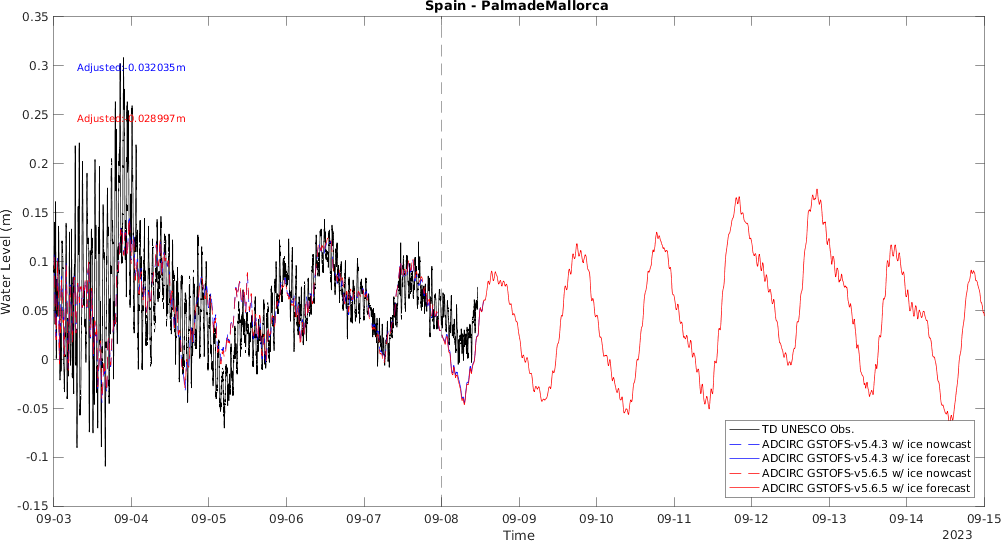 Spain - PalmadeMallorca
0.35
0.3
0.25
0.2
0.15
0.1
0.05
0
-0.05
-0.1
-0.15
Water Level (m)
Adjusted:-0.032035m
Adjusted:-0.028997m
TD UNESCO Obs.
ADCIRC GSTOFS-v5.4.3 w/ ice nowcast
ADCIRC GSTOFS-v5.4.3 w/ ice forecast
ADCIRC GSTOFS-v5.6.5 w/ ice nowcast
ADCIRC GSTOFS-v5.6.5 w/ ice forecast
09-03 09-04 09-05 09-06 09-07 09-08 09-09 09-10 09-11 09-12 09-13 09-14 09-15
Time
2023